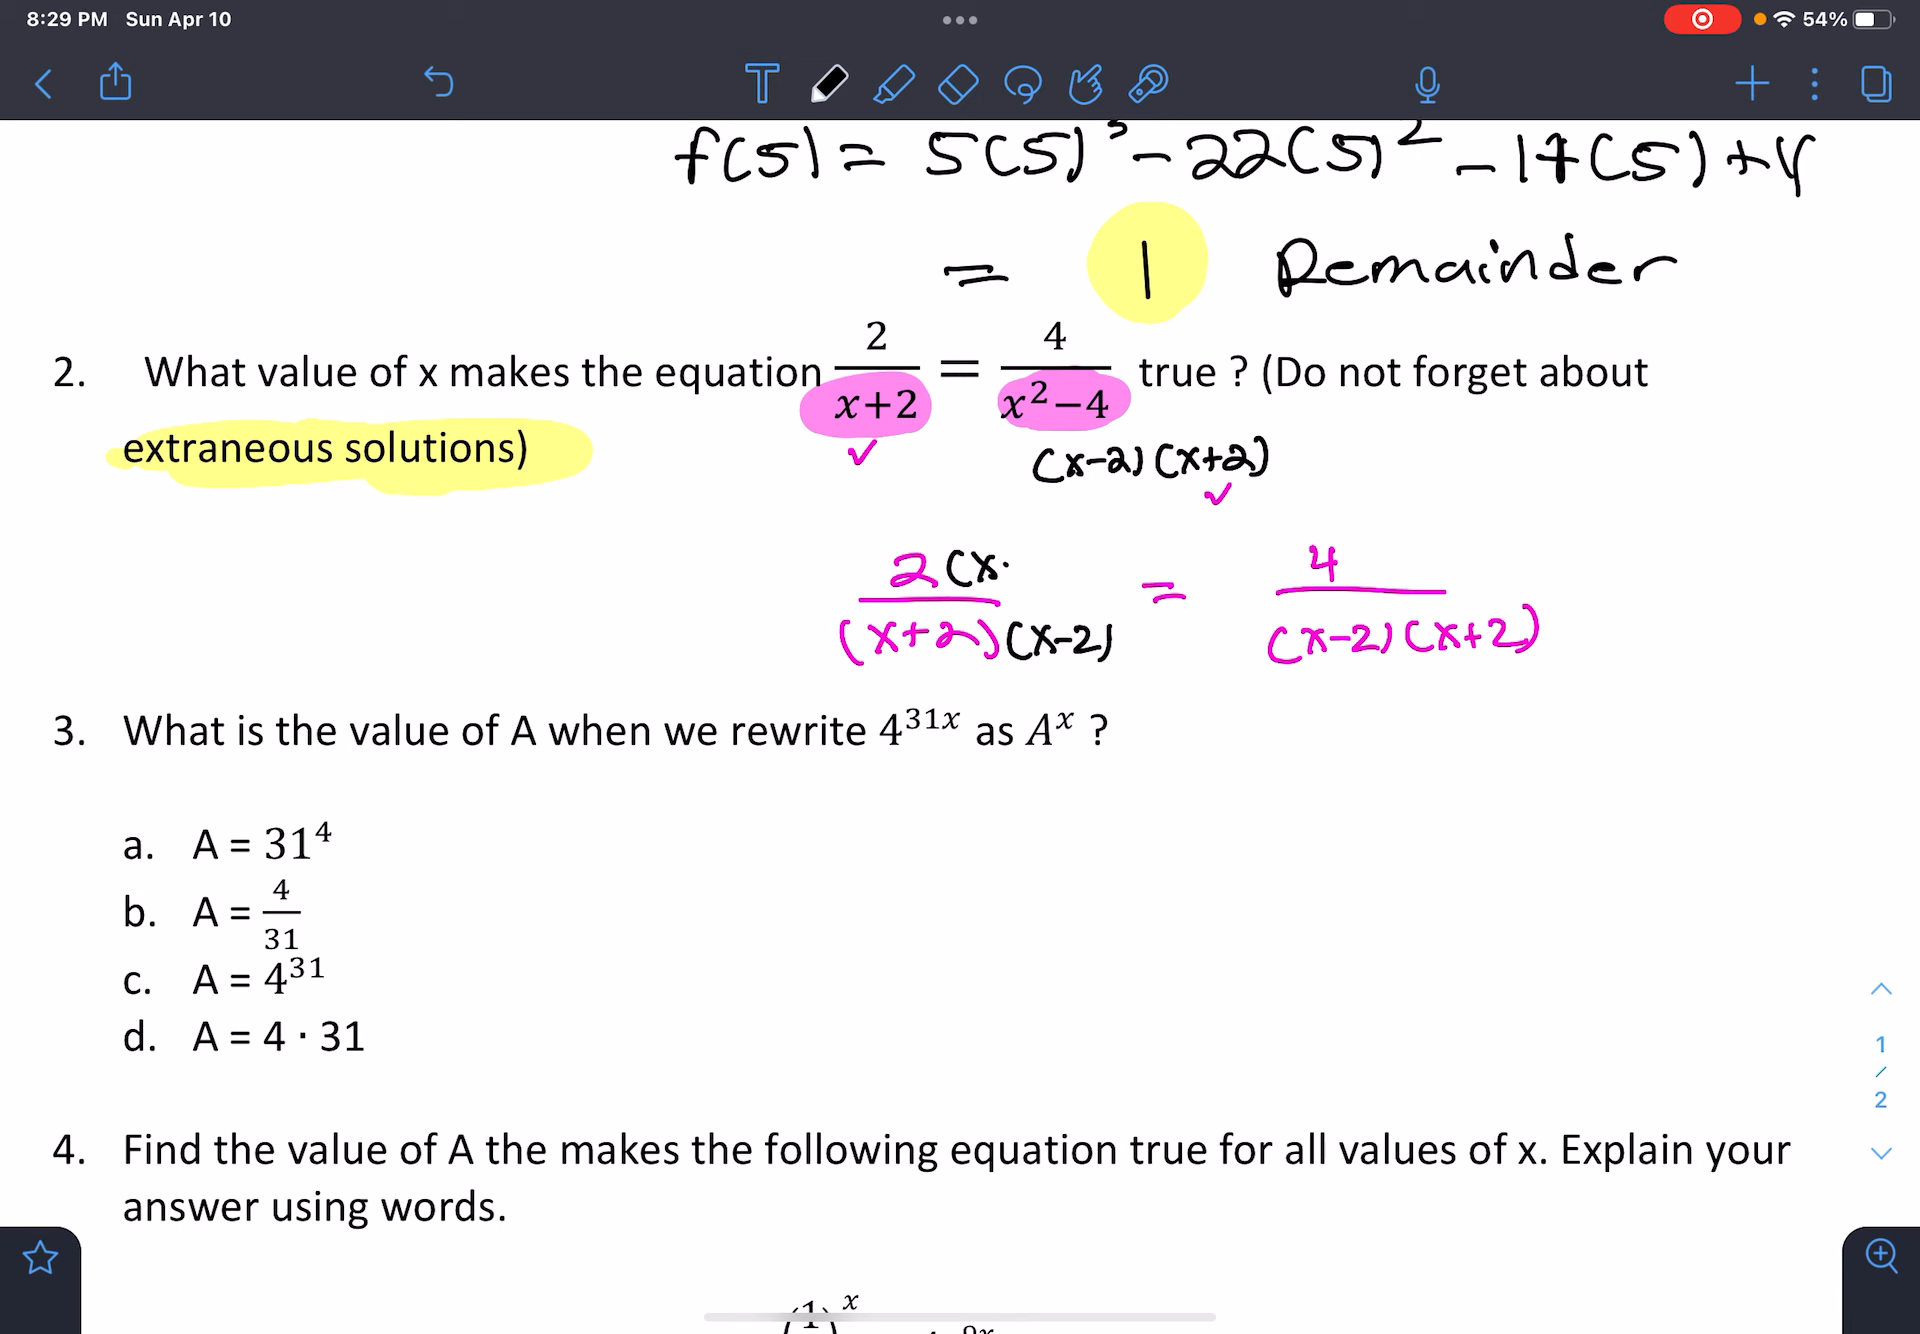 8:29 PM Sun Apr 10
54%
f(5) = 5(5)³ - 22(5)² - 17(5) + 4
= 1 Remainder
2. What value of x makes the equation 2/(x+2) = 4/(x²−4) true ? (Do not forget about
extraneous solutions)
(x-2)(x+2)
2(x / (x+2)(x-2) = 4 / (x-2)(x+2)
3. What is the value of A when we rewrite 4³¹ˣ as Aˣ ?
a. A = 31⁴
b. A = 4/31
c. A = 4³¹
d. A = 4 · 31
1
/
2
4. Find the value of A the makes the following equation true for all values of x. Explain your
answer using words.